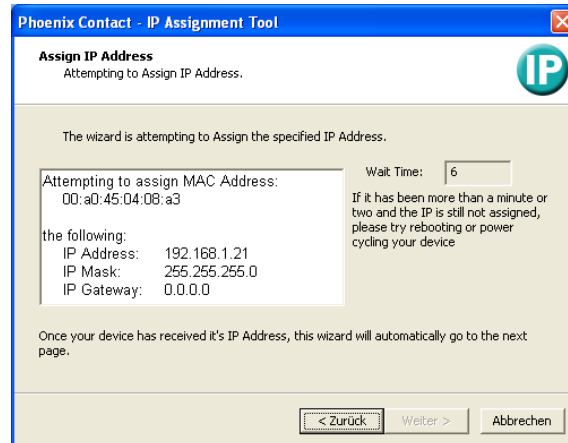 Phoenix Contact - IP Assignment Tool
Assign IP Address
Attempting to Assign IP Address.
IP
The wizard is attempting to Assign the specified IP Address.
Attempting to assign MAC Address:
00:a0:45:04:08:a3
the following:
IP Address: 192.168.1.21
IP Mask: 255.255.255.0
IP Gateway: 0.0.0.0
Wait Time: 6
If it has been more than a minute or
two and the IP is still not assigned,
please try rebooting or power
cycling your device
Once your device has received it's IP Address, this wizard will automatically go to the next
page.
< Zurück Weiter > Abbrechen